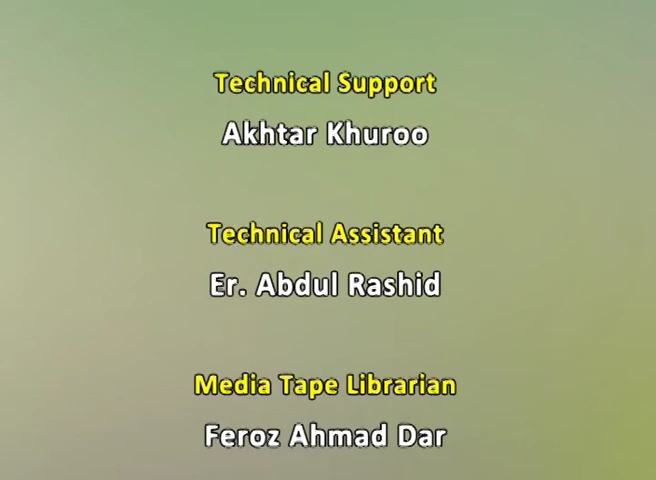 Technical Support
Akhtar Khuroo
Technical Assistant
Er. Abdul Rashid
Media Tape Librarian
Feroz Ahmad Dar